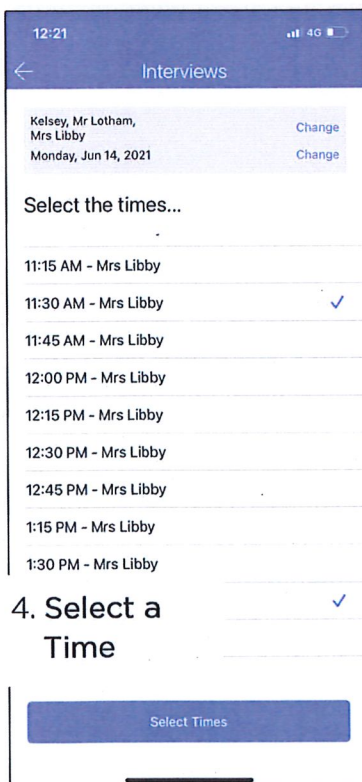 12:21
4G
Interviews
Kelsey, Mr Lotham,
Mrs Libby
Change
Monday, Jun 14, 2021
Change
Select the times...
11:15 AM - Mrs Libby
11:30 AM - Mrs Libby
11:45 AM - Mrs Libby
12:00 PM - Mrs Libby
12:15 PM - Mrs Libby
12:30 PM - Mrs Libby
12:45 PM - Mrs Libby
1:15 PM - Mrs Libby
1:30 PM - Mrs Libby
4. Select a
Time
Select Times